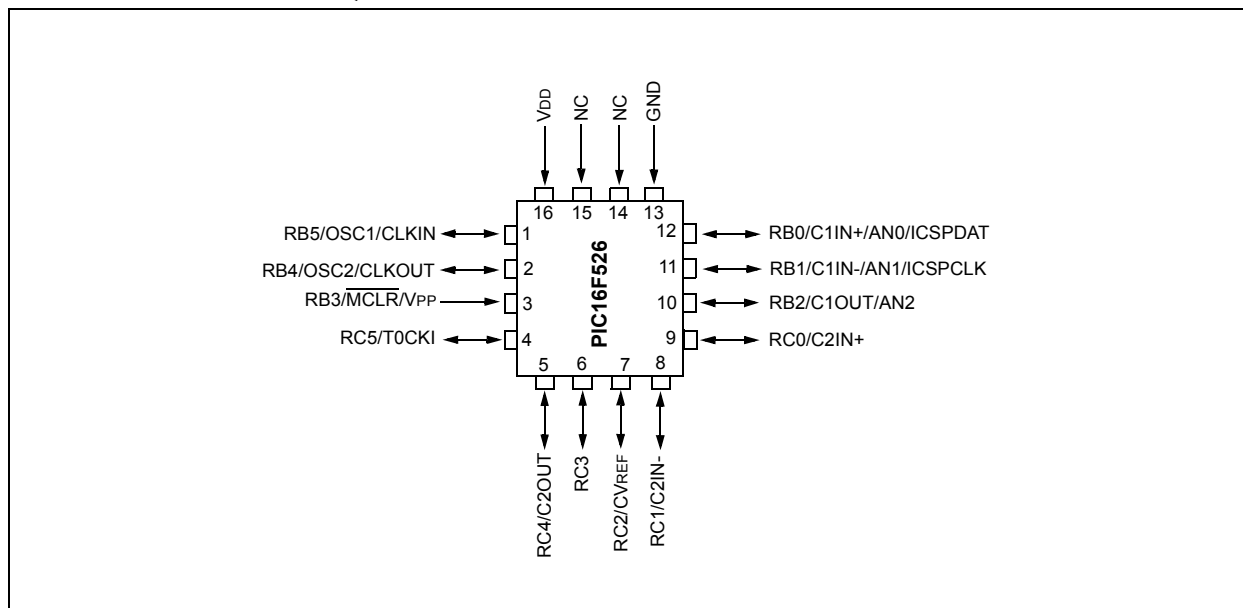 VDD
NC
NC
GND
16
15
14
13
RB5/OSC1/CLKIN
1
12
RB0/C1IN+/AN0/ICSPDAT
RB4/OSC2/CLKOUT
2
11
RB1/C1IN-/AN1/ICSPCLK
RB3/MCLR/VPP
3
10
RB2/C1OUT/AN2
RC5/T0CKI
4
9
RC0/C2IN+
PIC16F526
5
6
7
8
RC4/C2OUT
RC3
RC2/CVREF
RC1/C2IN-